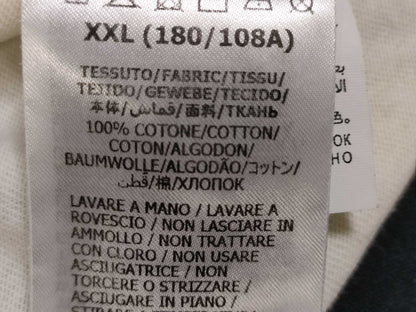 XXL (180/108A)
TESSUTO/FABRIC/TISSU/
TEJIDO/GEWEBE/TECIDO/
本体/قماش/面料/ТКАНЬ
100% COTONE/COTTON/
COTON/ALGODON/
BAUMWOLLE/ALGODÃO/コットン/
قطن/棉/ХЛОПОК
LAVARE A MANO / LAVARE A
ROVESCIO / NON LASCIARE IN
AMMOLLO / NON TRATTARE
CON CLORO / NON USARE
ASCIUGATRICE / NON
TORCERE O STRIZZARE /
ASCIUGARE IN PIANO /
OK
HO